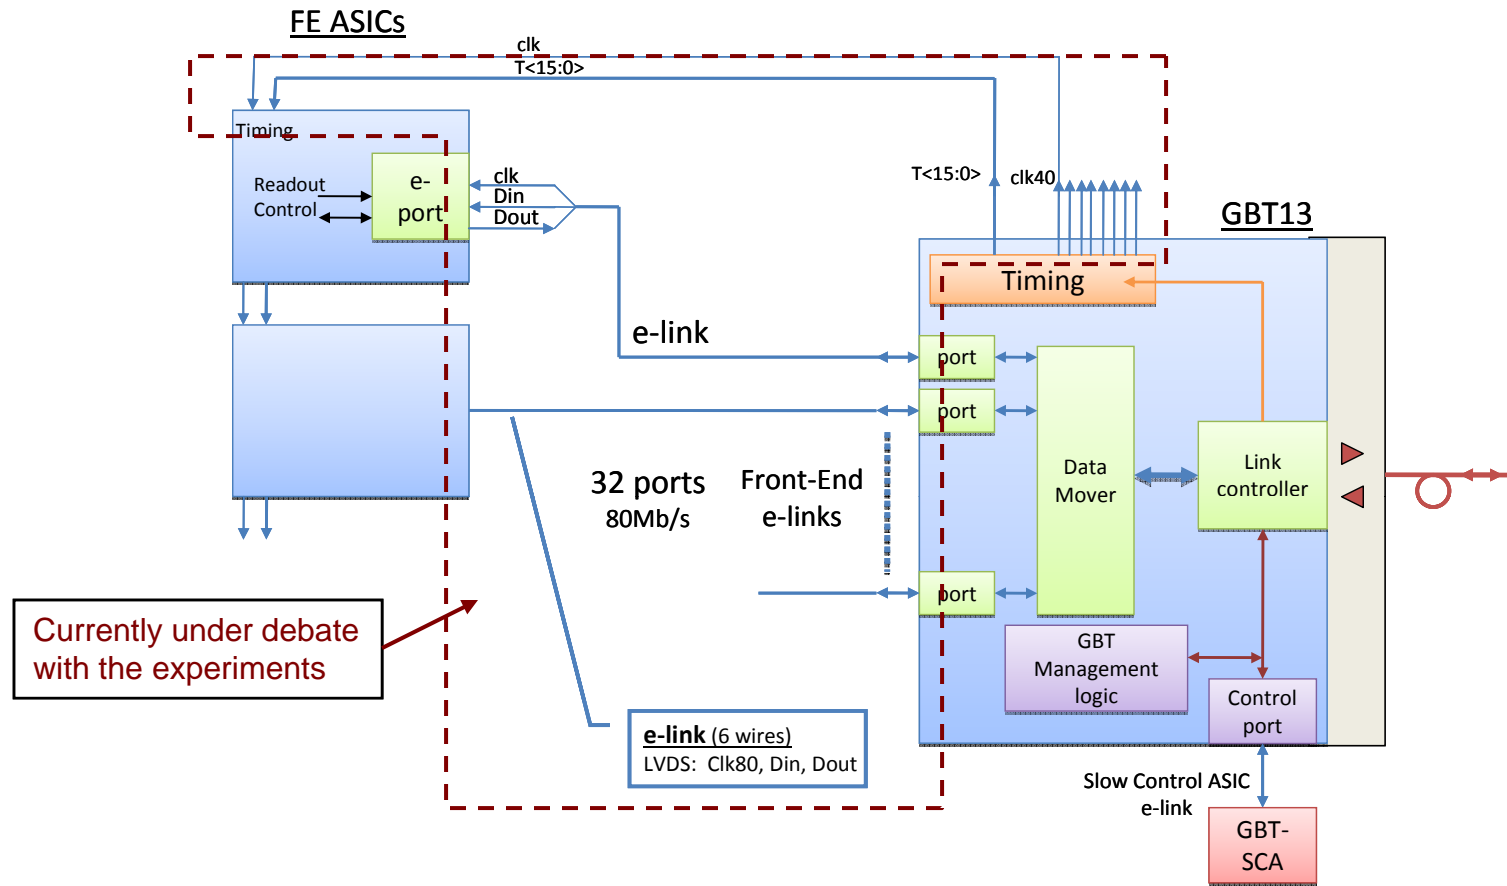 FE ASICs
clk
T<15:0>
Timing
Readout
Control
e-
port
clk
Din
Dout
T<15:0>
clk40
GBT13
Timing
e-link
port
port
port
32 ports
80Mb/s
Front-End
e-links
Data
Mover
Link
controller
GBT
Management
logic
Control
port
Currently under debate
with the experiments
e-link (6 wires)
LVDS: Clk80, Din, Dout
Slow Control ASIC
e-link
GBT-
SCA